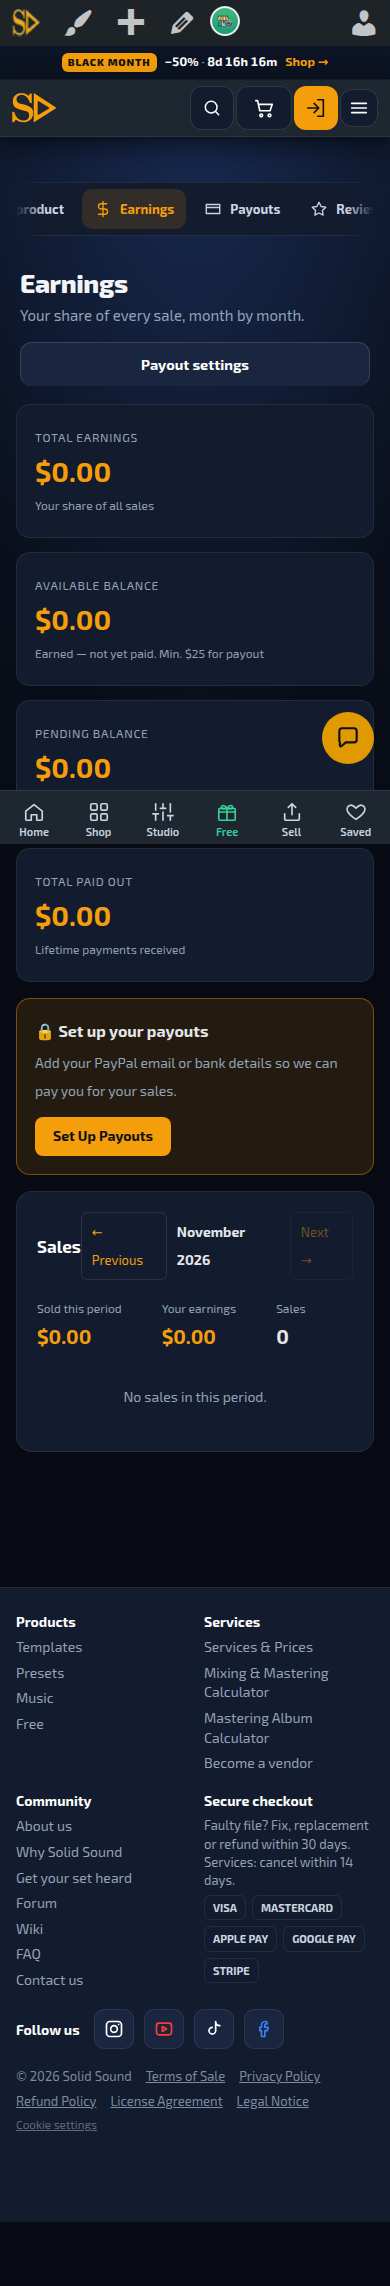 BLACK MONTH −50% · 8d 16h 16m Shop →
product Earnings Payouts Revie
Earnings
Your share of every sale, month by month.
Payout settings
TOTAL EARNINGS
$0.00
Your share of all sales
AVAILABLE BALANCE
$0.00
Earned — not yet paid. Min. $25 for payout
PENDING BALANCE
$0.00
Home Shop Studio Free Sell Saved
TOTAL PAID OUT
$0.00
Lifetime payments received
🔒 Set up your payouts
Add your PayPal email or bank details so we can
pay you for your sales.
Set Up Payouts
Sales
←
Previous
November
2026
Next
→
Sold this period Your earnings Sales
$0.00 $0.00 0
No sales in this period.
Products
Templates
Presets
Music
Free
Services
Services & Prices
Mixing & Mastering
Calculator
Mastering Album
Calculator
Become a vendor
Community
About us
Why Solid Sound
Get your set heard
Forum
Wiki
FAQ
Contact us
Secure checkout
Faulty file? Fix, replacement
or refund within 30 days.
Services: cancel within 14
days.
VISA MASTERCARD
APPLE PAY GOOGLE PAY
STRIPE
Follow us
© 2026 Solid Sound Terms of Sale Privacy Policy
Refund Policy License Agreement Legal Notice
Cookie settings